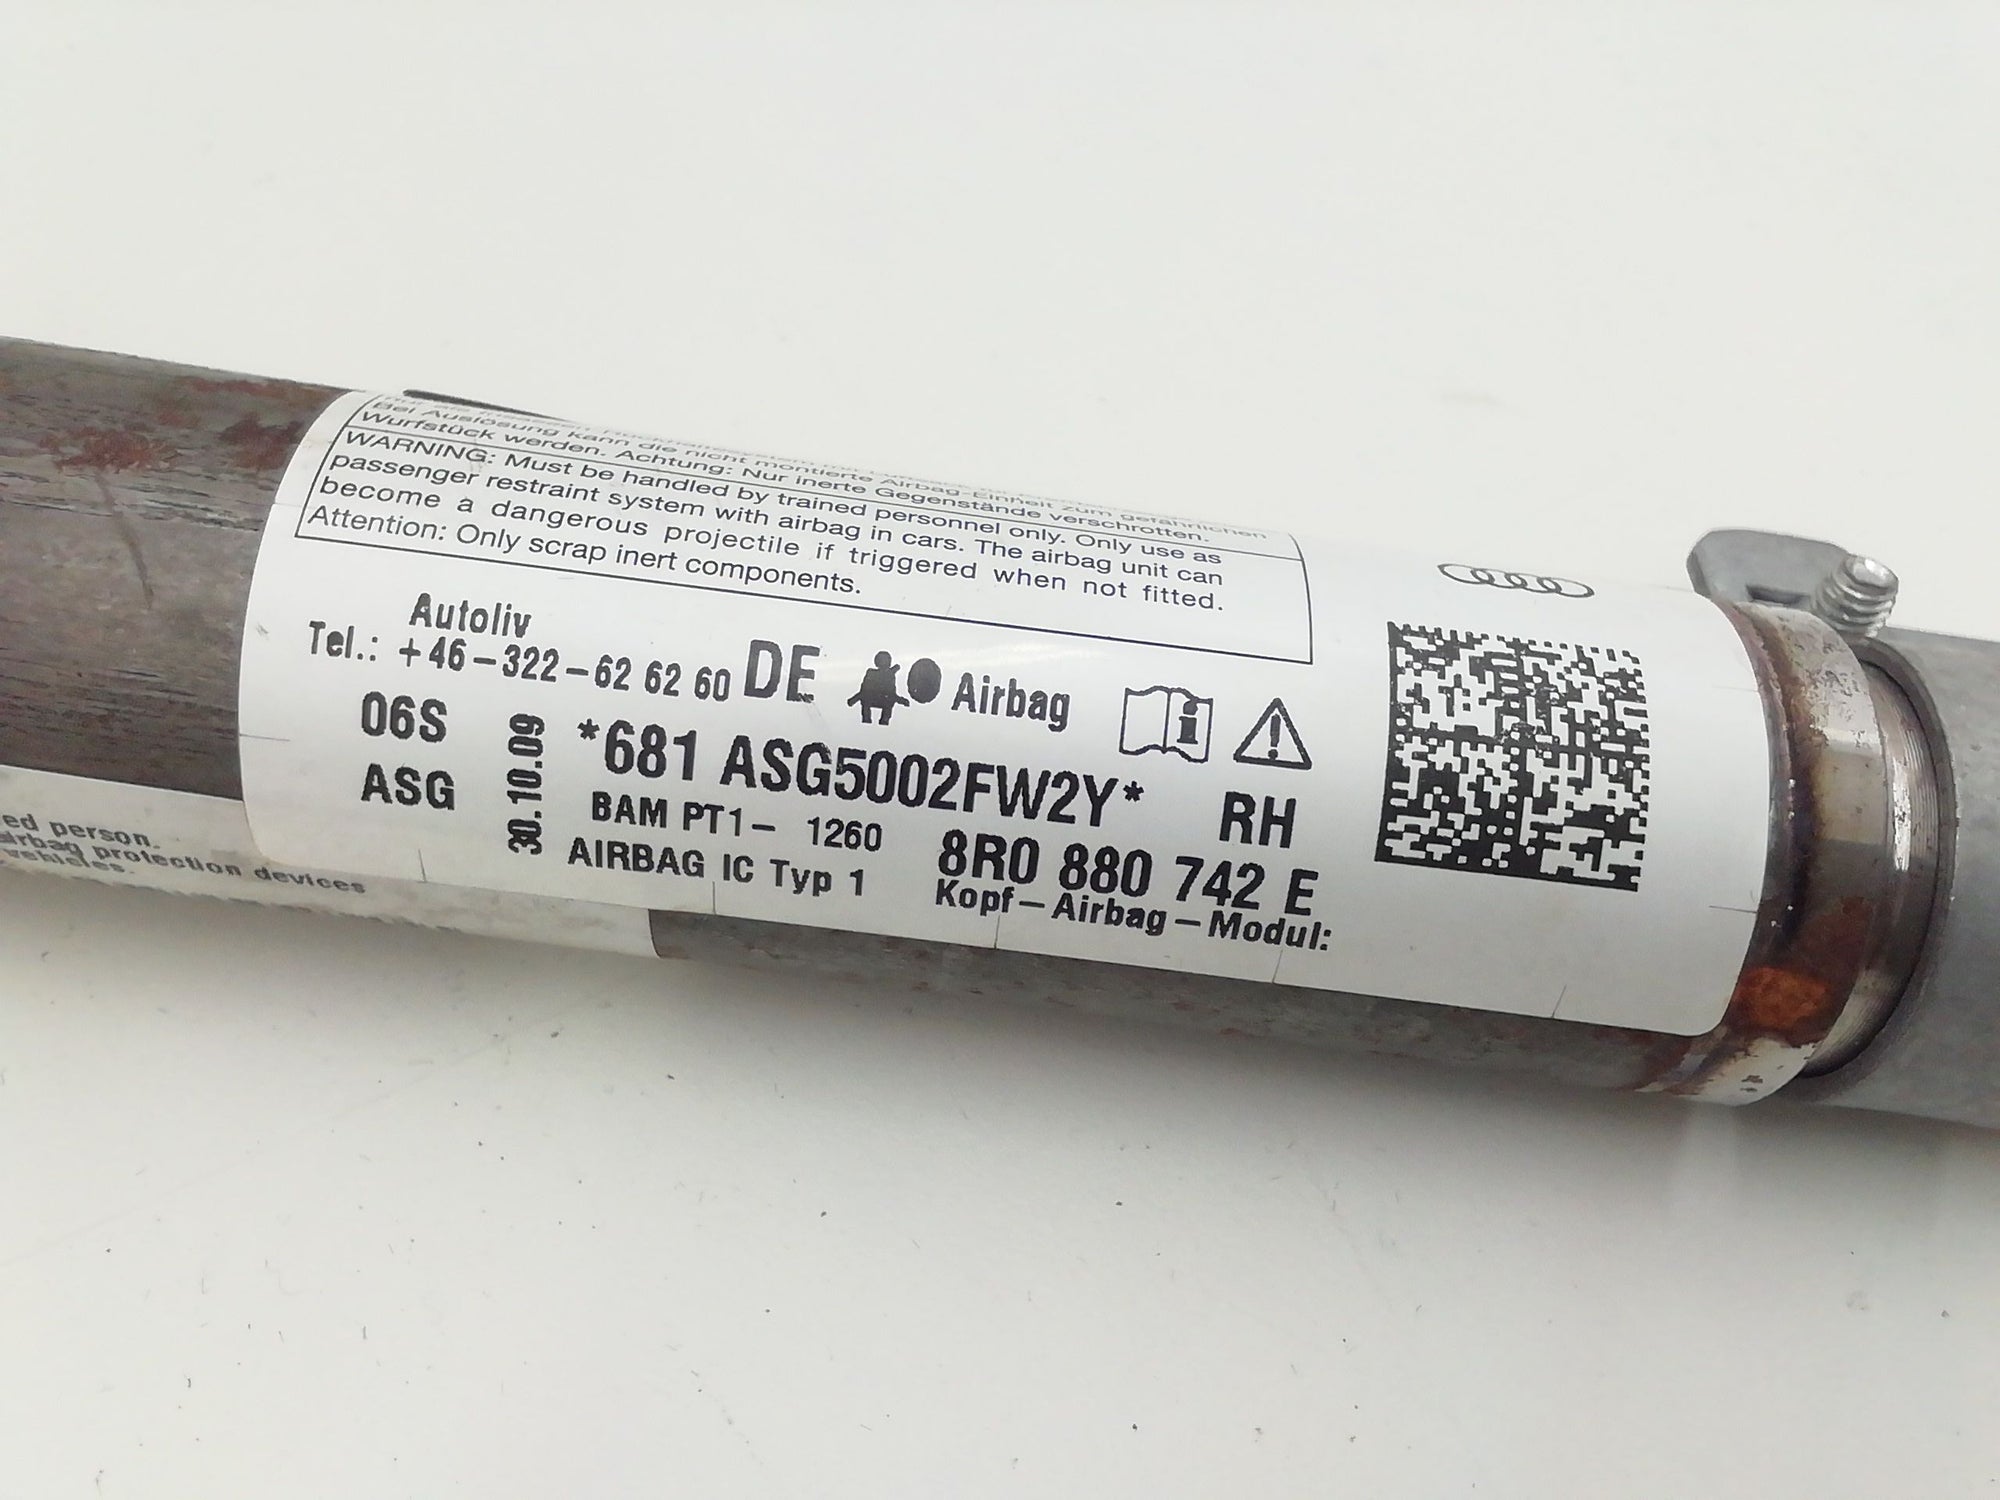 Bei Auslösung kann die nicht montierte Airbag-Einheit zum gefährlichen
Wurfstück werden. Achtung: Nur inerte Gegenstände verschrotten.
WARNING: Must be handled by trained personnel only. Only use as
passenger restraint system with airbag in cars. The airbag unit can
become a dangerous projectile if triggered when not fitted.
Attention: Only scrap inert components.
Autoliv
Tel.: +46-322-62 62 60 DE Airbag
06S
ASG
30.10.09
*681 ASG5002FW2Y* RH
BAM PT1- 1260
AIRBAG IC Typ 1
8R0 880 742 E
Kopf-Airbag-Modul:
ed person.
airbag protection devices
vehicles.